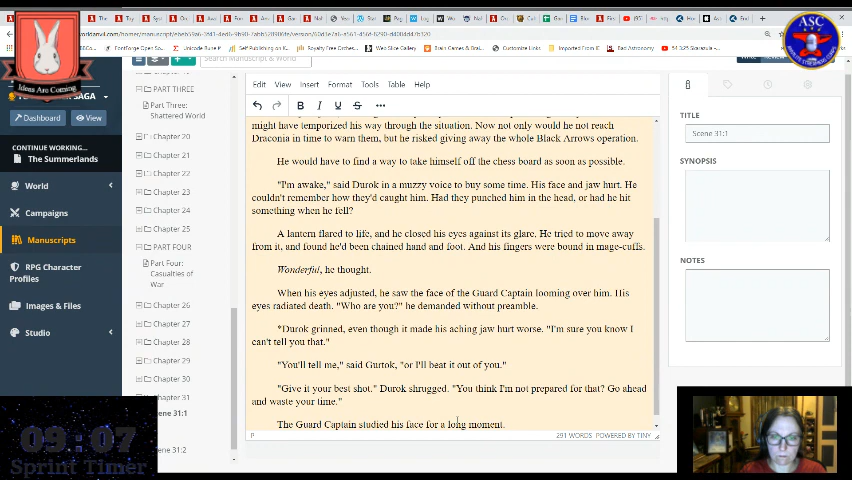 ASC
Ideas Are Coming
SAGA
Dashboard
View
CONTINUE WORKING...
The Summerlands
World
Campaigns
Manuscripts
RPG Character
Profiles
Images & Files
Studio
09:07
Sprint Timer
Search Manuscript & World
PART THREE
Part Three:
Shattered World
Chapter 20
Chapter 21
Chapter 22
Chapter 23
Chapter 24
Chapter 25
PART FOUR
Part Four:
Casualties of
War
Chapter 26
Chapter 27
Chapter 28
Chapter 29
Chapter 30
Scene 31:1
Scene 31:2
Edit View Insert Format Tools Table Help
might have temporized his way through the situation. Now not only would he not reach
Draconia in time to warn them, but he risked giving away the whole Black Arrows operation.
He would have to find a way to take himself off the chess board as soon as possible.
"I'm awake," said Durok in a muzzy voice to buy some time. His face and jaw hurt. He
couldn't remember how they'd caught him. Had they punched him in the head, or had he hit
something when he fell?
A lantern flared to life, and he closed his eyes against its glare. He tried to move away
from it, and found he'd been chained hand and foot. And his fingers were bound in mage-cuffs.
Wonderful, he thought.
When his eyes adjusted, he saw the face of the Guard Captain looming over him. His
eyes radiated death. "Who are you?" he demanded without preamble.
*Durok grinned, even though it made his aching jaw hurt worse. "I'm sure you know I
can't tell you that."
"You'll tell me," said Gurtok, "or I'll beat it out of you."
"Give it your best shot." Durok shrugged. "You think I'm not prepared for that? Go ahead
and waste your time."
The Guard Captain studied his face for a long moment.
P
291 WORDS POWERED BY TINY
TITLE
Scene 31:1
SYNOPSIS
NOTES